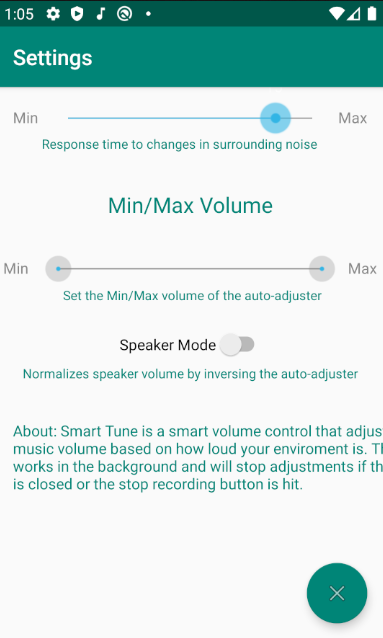 1:05
Settings
Min Max
Response time to changes in surrounding noise
Min/Max Volume
Min Max
Set the Min/Max volume of the auto-adjuster
Speaker Mode
Normalizes speaker volume by inversing the auto-adjuster
About: Smart Tune is a smart volume control that adjus
music volume based on how loud your enviroment is. Th
works in the background and will stop adjustments if th
is closed or the stop recording button is hit.